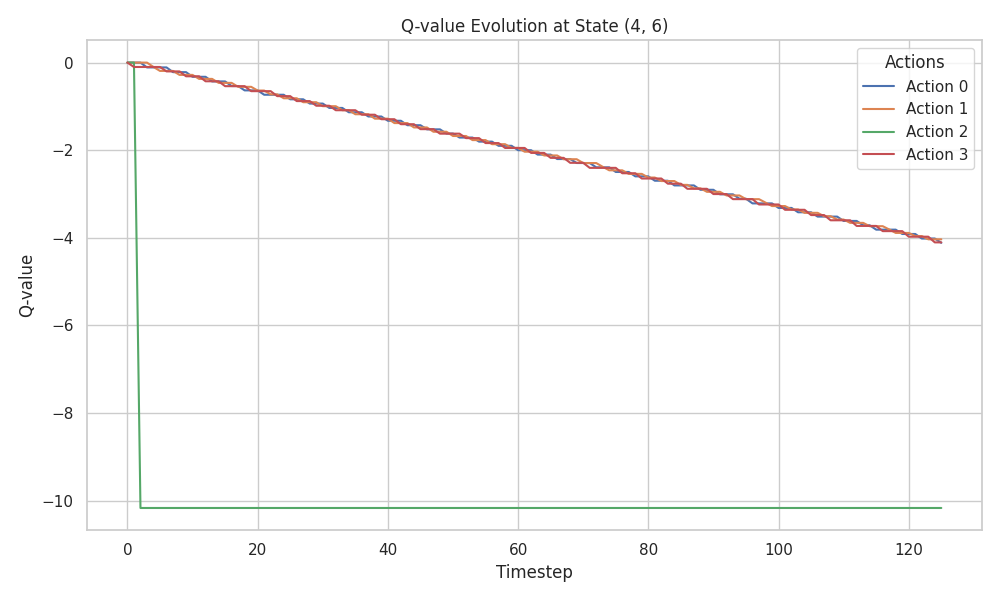 Q-value Evolution at State (4, 6)
Actions
Action 0
Action 1
Action 2
Action 3
Q-value
0
−2
−4
−6
−8
−10
0 20 40 60 80 100 120
Timestep